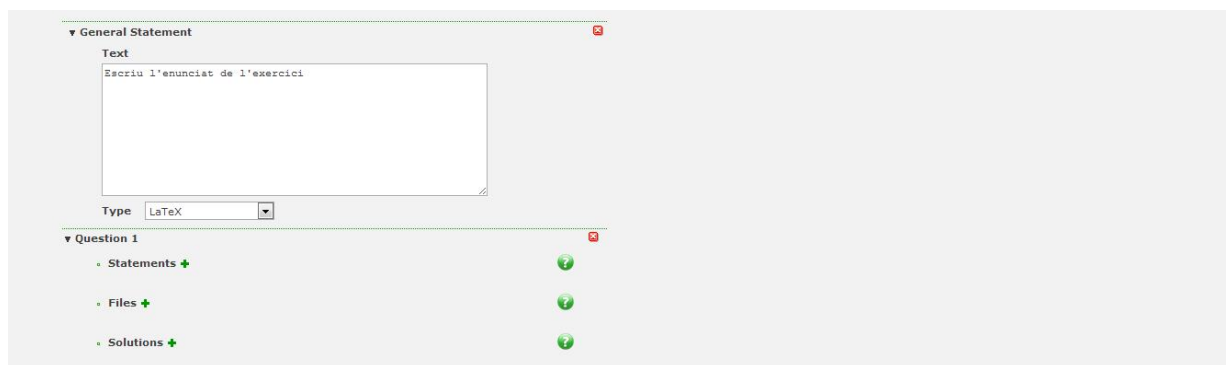 General Statement
Text
Escriu l'enunciat de l'exercici
Type LaTeX
Question 1
Statements
Files
Solutions